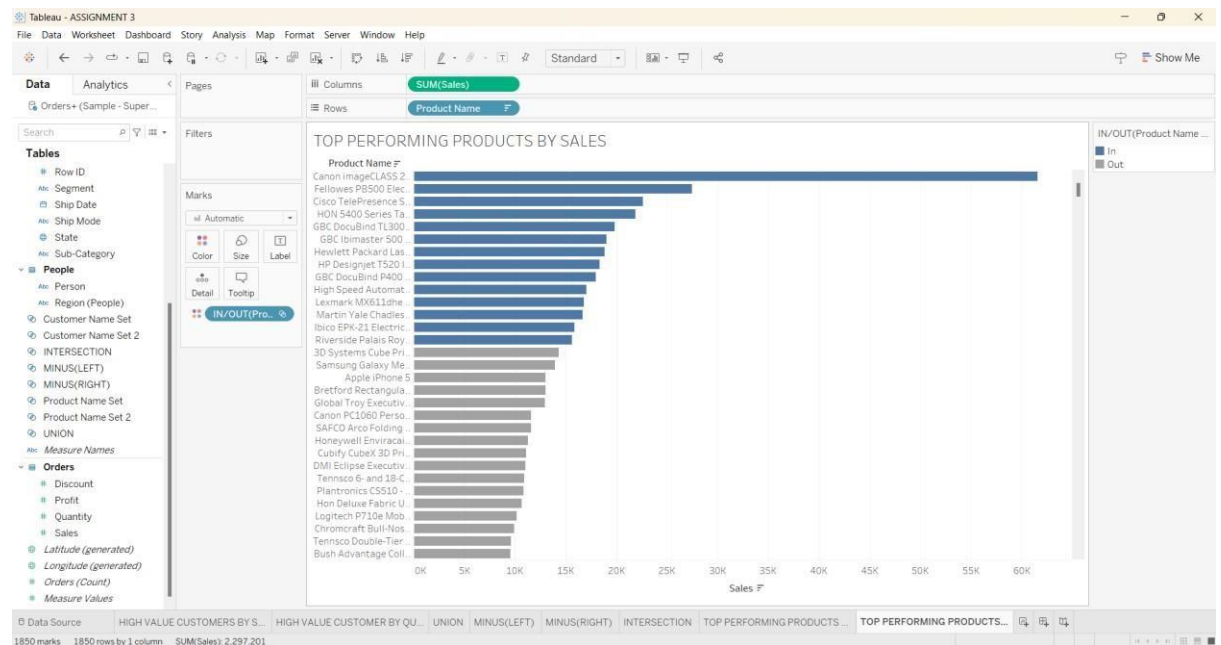 Tableau - ASSIGNMENT 3
File Data Worksheet Dashboard Story Analysis Map Format Server Window Help
Standard
Show Me
Data Analytics
Orders+ (Sample - Super...
Search
Tables
Row ID
Abc Segment
Ship Date
Abc Ship Mode
State
Abc Sub-Category
People
Abc Person
Abc Region (People)
Customer Name Set
Customer Name Set 2
INTERSECTION
MINUS(LEFT)
MINUS(RIGHT)
Product Name Set
Product Name Set 2
UNION
Abc Measure Names
Orders
Discount
Profit
Quantity
Sales
Latitude (generated)
Longitude (generated)
Orders (Count)
Measure Values
Pages
Filters
Marks
Automatic
Color Size Label
Detail Tooltip
IN/OUT(Pro..
Columns SUM(Sales)
Rows Product Name
TOP PERFORMING PRODUCTS BY SALES
Product Name
Canon imageCLASS 2..
Fellowes PB500 Elec..
Cisco TelePresence S..
HON 5400 Series Ta..
GBC DocuBind TL300..
GBC Ibimaster 500 ..
Hewlett Packard Las..
HP Designjet T520 I..
GBC DocuBind P400 ..
High Speed Automat..
Lexmark MX611dhe ..
Martin Yale Chadles..
Ibico EPK-21 Electric..
Riverside Palais Roy..
3D Systems Cube Pri..
Samsung Galaxy Me..
Apple iPhone 5
Bretford Rectangula..
Global Troy Executiv..
Canon PC1060 Perso..
SAFCO Arco Folding ..
Honeywell Enviracai..
Cubify CubeX 3D Pri..
DMI Eclipse Executiv..
Tennsco 6- and 18-C..
Plantronics CS510 - ..
Hon Deluxe Fabric U..
Logitech P710e Mob..
Chromcraft Bull-Nos..
Tennsco Double-Tier..
Bush Advantage Coll..
0K 5K 10K 15K 20K 25K 30K 35K 40K 45K 50K 55K 60K
Sales
IN/OUT(Product Name ...
In
Out
Data Source HIGH VALUE CUSTOMERS BY S... HIGH VALUE CUSTOMER BY QU... UNION MINUS(LEFT) MINUS(RIGHT) INTERSECTION TOP PERFORMING PRODUCTS ... TOP PERFORMING PRODUCTS...
1850 marks 1850 rows by 1 column SUM(Sales): 2,297,201